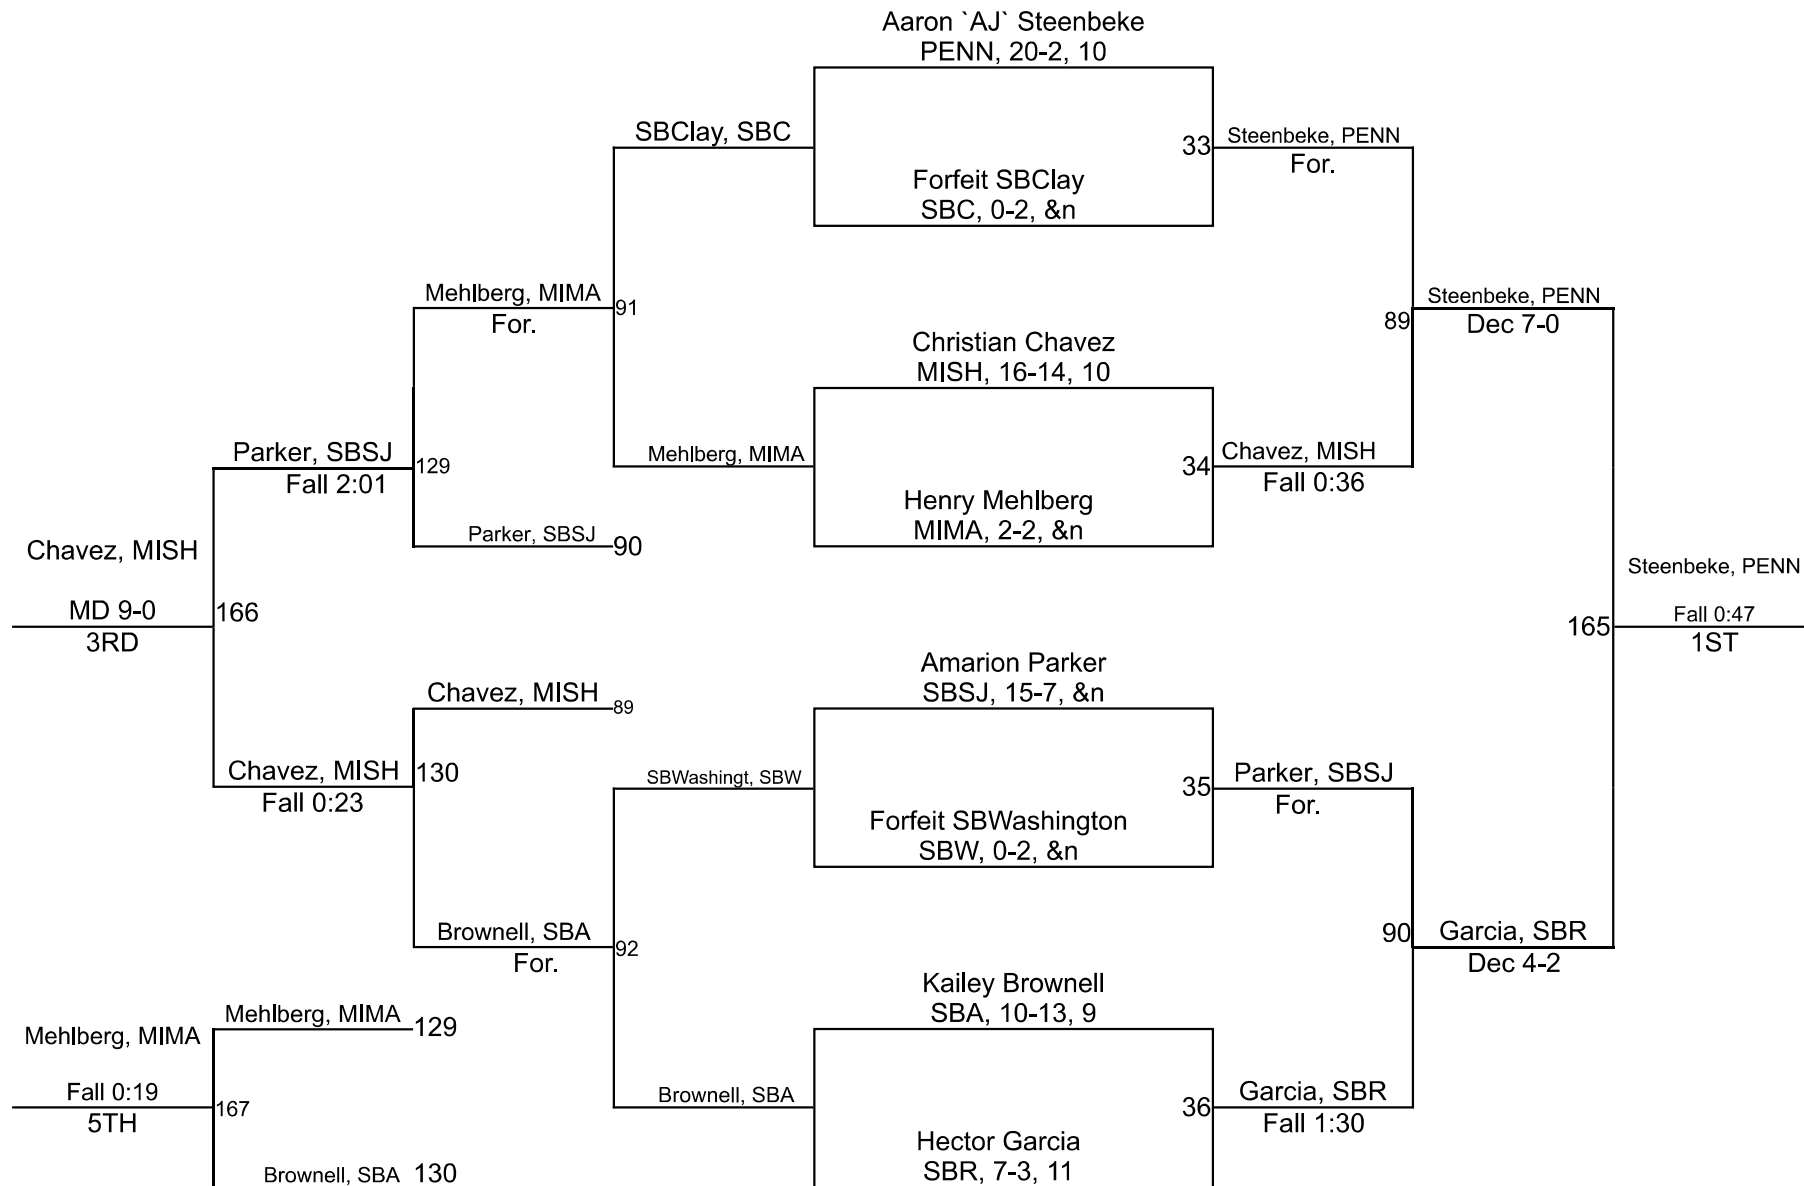 Aaron `AJ` Steenbeke
PENN, 20-2, 10
SBClay, SBC
33
Steenbeke, PENN
For.
Forfeit SBClay
SBC, 0-2, &n
Mehlberg, MIMA
For.
91
Steenbeke, PENN
Dec 7-0
89
Christian Chavez
MISH, 16-14, 10
Parker, SBSJ
Fall 2:01
129
Mehlberg, MIMA
34
Chavez, MISH
Fall 0:36
Henry Mehlberg
MIMA, 2-2, &n
Parker, SBSJ
90
Chavez, MISH
MD 9-0
3RD
166
Steenbeke, PENN
Fall 0:47
1ST
165
Amarion Parker
SBSJ, 15-7, &n
Chavez, MISH
89
Chavez, MISH
Fall 0:23
130
SBWashingt, SBW
35
Parker, SBSJ
For.
Forfeit SBWashington
SBW, 0-2, &n
Brownell, SBA
For.
92
90
Garcia, SBR
Dec 4-2
Kailey Brownell
SBA, 10-13, 9
Mehlberg, MIMA
129
Mehlberg, MIMA
Fall 0:19
5TH
167
Brownell, SBA
36
Garcia, SBR
Fall 1:30
Hector Garcia
SBR, 7-3, 11
Brownell, SBA
130